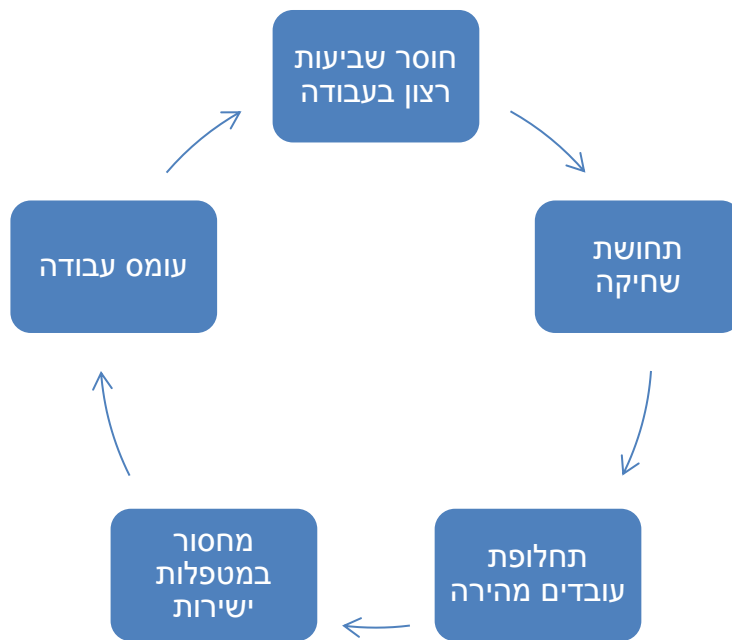 חוסר שביעות
רצון בעבודה
תחושת
שחיקה
תחלופת
עובדים מהירה
מחסור
במטפלות
ישירות
עומס עבודה